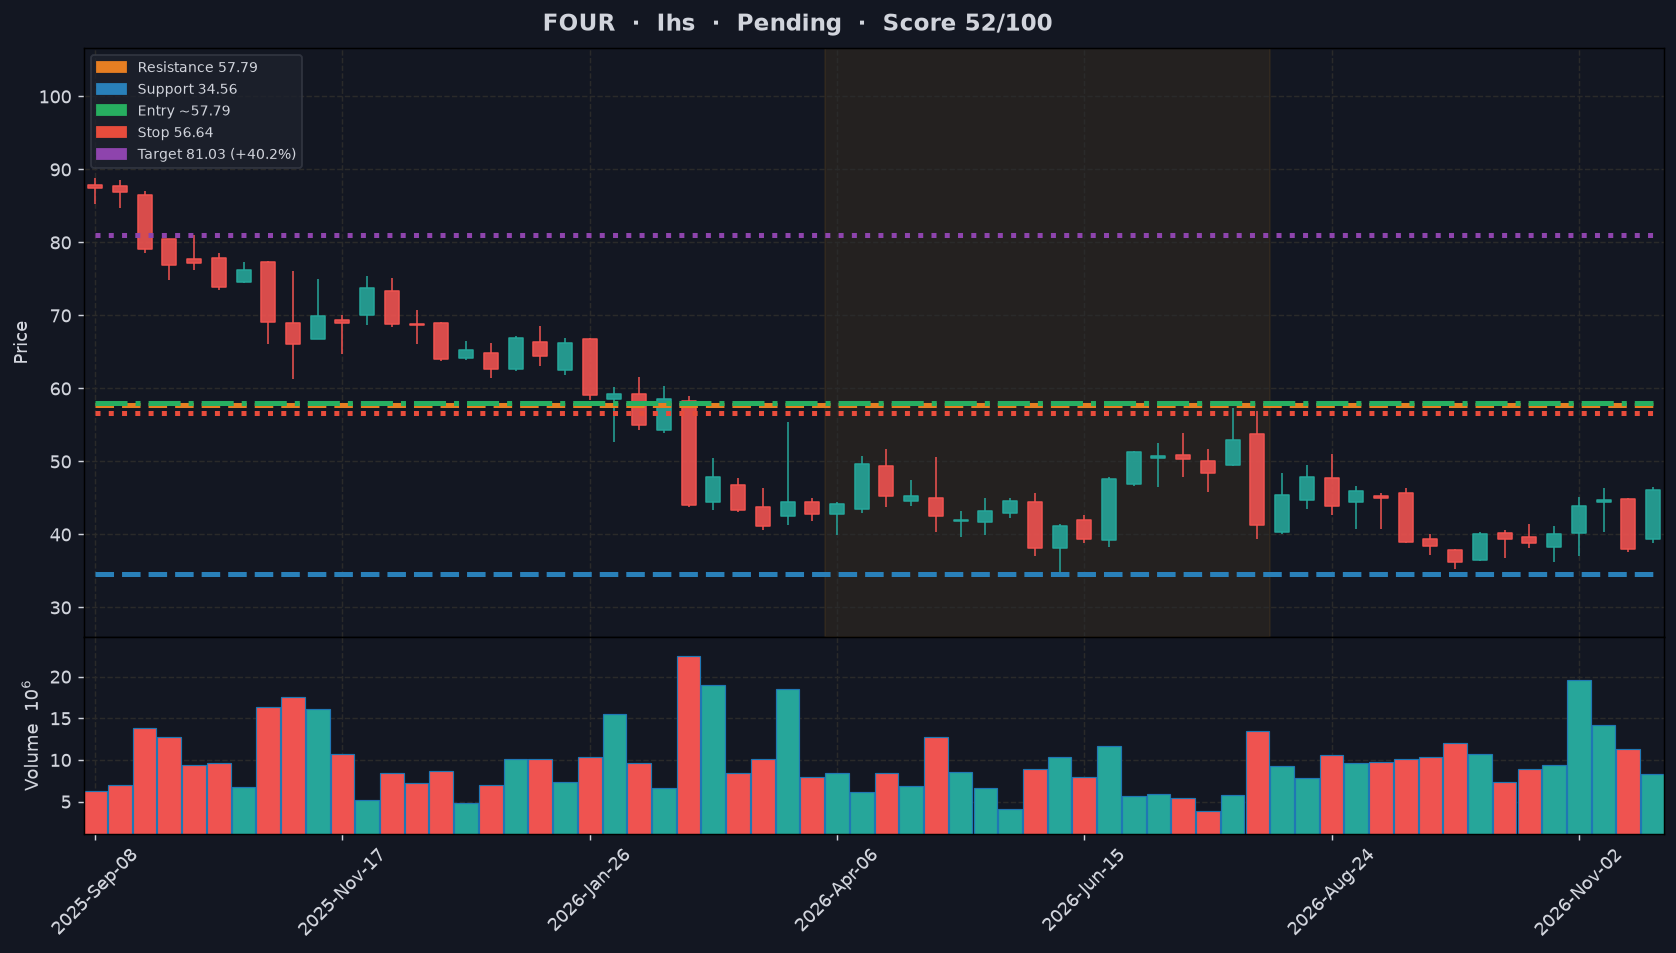 FOUR · Ihs · Pending · Score 52/100
Resistance 57.79
Support 34.56
Entry ~57.79
Stop 56.64
Target 81.03 (+40.2%)
Price
100
90
80
70
60
50
40
30
Volume 10⁶
20
15
10
5
2025-Sep-08
2025-Nov-17
2026-Jan-26
2026-Apr-06
2026-Jun-15
2026-Aug-24
2026-Nov-02